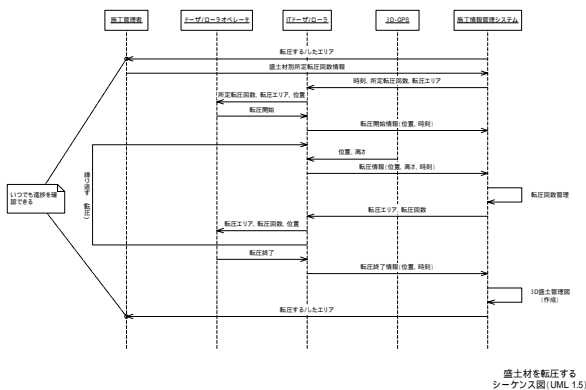 施工管理者
ドーザ/ローラオペレータ
ITドーザ/ローラ
3D-GPS
施工情報管理システム
転圧する/したエリア
盛土材別所定転圧回数情報
時刻、所定転圧回数、転圧エリア
所定転圧回数、転圧エリア、位置
転圧開始
転圧開始情報(位置、時刻)
位置、高さ
転圧情報(位置、高さ、時刻)
繰り返す(転圧)
いつでも進捗を確
認できる
転圧回数管理
転圧エリア、転圧回数
転圧エリア、転圧回数、位置
転圧終了
転圧終了情報(位置、時刻)
3D盛土管理図
(作成)
転圧する/したエリア
盛土材を転圧する
シーケンス図(UML 1.5)